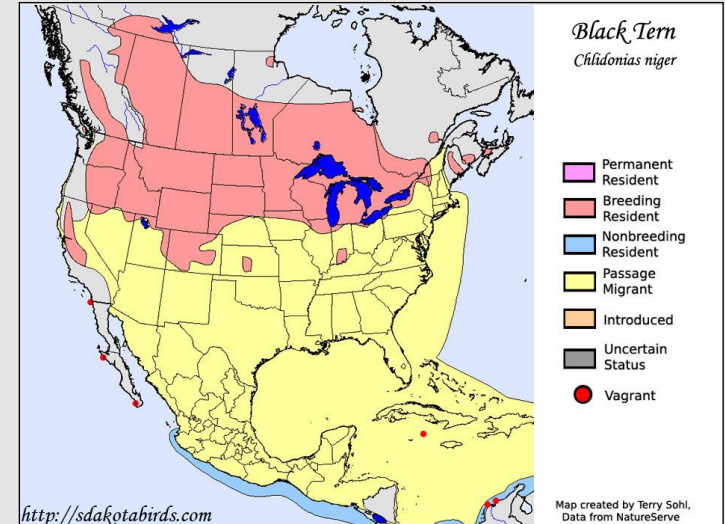 Black Tern
Chlidonias niger
Permanent
Resident
Breeding
Resident
Nonbreeding
Resident
Passage
Migrant
Introduced
Uncertain
Status
Vagrant
http://sdakotabirds.com
Map created by Terry Sohl,
Data from NatureServe